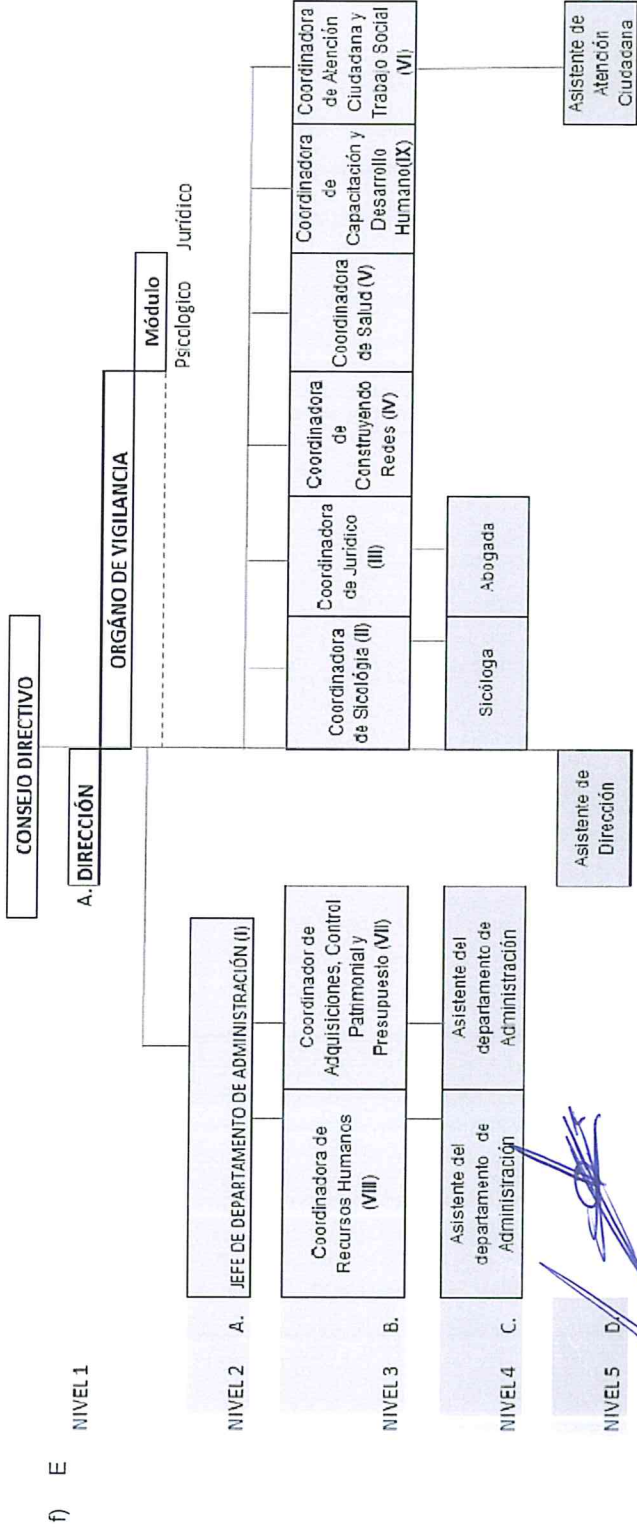 f) E
CONSEJO DIRECTIVO
NIVEL 1
A. DIRECCIÓN
ORGÁNO DE VIGILANCIA
Módulo
Psicologico Jurídico
NIVEL 2 A.
JEFE DE DEPARTAMENTO DE ADMINISTRACIÓN (I)
NIVEL 3 B.
Coordinadora de
Recursos Humanos
(VIII)
Coordinador de
Adquisiciones, Control
Patrimonial y
Presupuesto (VII)
Coordinadora
de Sicológia (II)
Coordinadora
de Jurídico
(III)
Coordinadora
de
Construyendo
Redes (IV)
Coordinadora
de Salud (V)
Coordinadora
de
Capacitación y
Desarrollo
Humano(IX)
Coordinadora
de Atención
Ciudadana y
Trabajo Social
(VI)
NIVEL 4 C.
Asistente del
departamento de
Administración
Asistente del
departamento de
Administración
Sicóloga
Abogada
NIVEL 5 D.
Asistente de
Dirección
Asistente de
Atención
Ciudadana